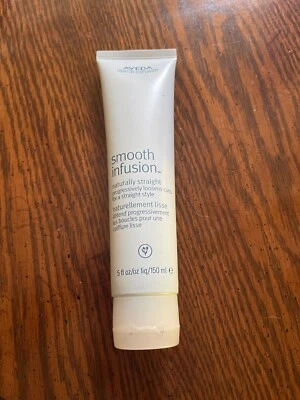 AVEDA
smooth
infusion™
naturally straight
progressively loosens curls
for a straight style
naturellement lisse
détend progressivement
les boucles pour une
coiffure lisse
5 fl oz/oz liq/150 ml ℮